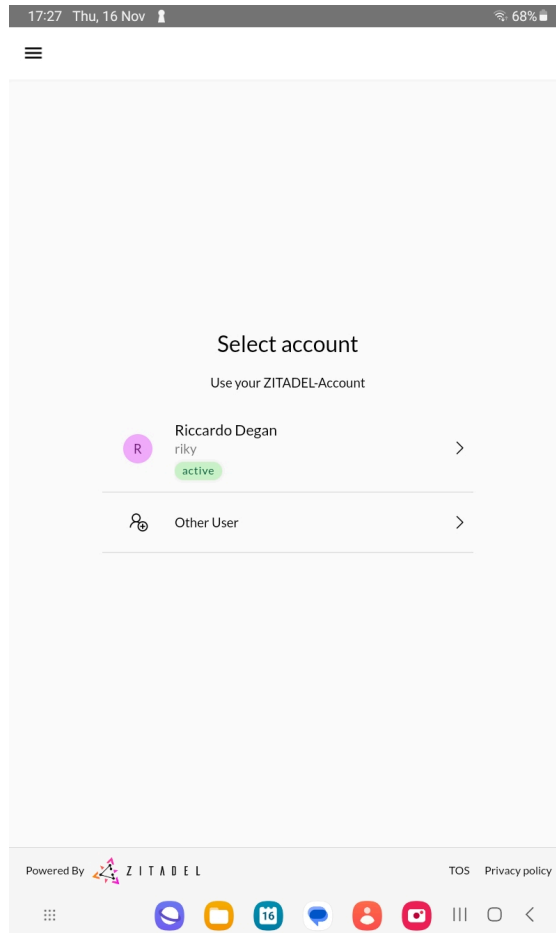 17:27 Thu, 16 Nov 68%
Select account
Use your ZITADEL-Account
R
Riccardo Degan
riky
active
Other User
Powered By ZITADEL TOS Privacy policy
16